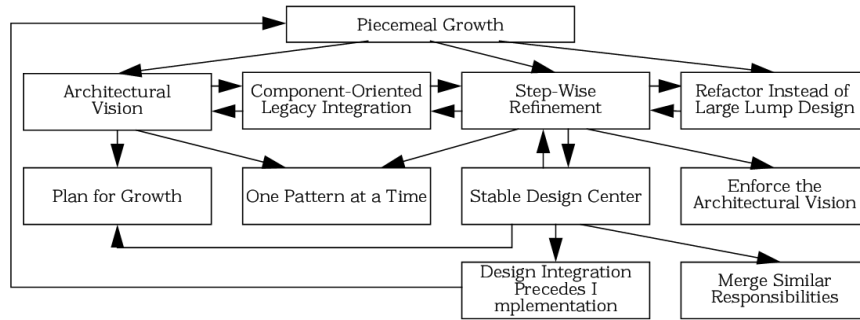 Piecemeal Growth
Architectural
Vision
Component-Oriented
Legacy Integration
Step-Wise
Refinement
Refactor Instead of
Large Lump Design
Plan for Growth
One Pattern at a Time
Stable Design Center
Enforce the
Architectural Vision
Design Integration
Precedes I
mplementation
Merge Similar
Responsibilities